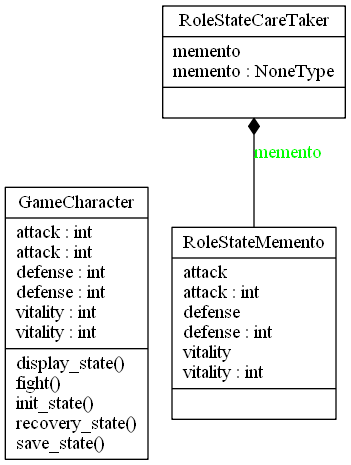 RoleStateCareTaker
memento
memento : NoneType
memento
GameCharacter
attack : int
attack : int
defense : int
defense : int
vitality : int
vitality : int
display_state()
fight()
init_state()
recovery_state()
save_state()
RoleStateMemento
attack
attack : int
defense
defense : int
vitality
vitality : int